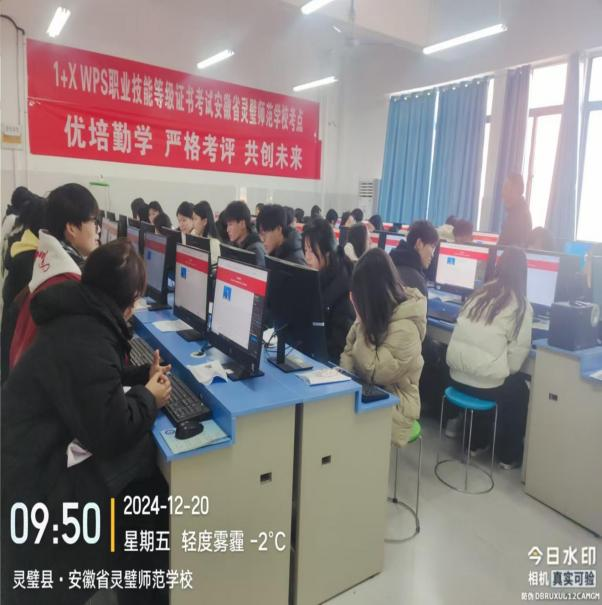 1+X WPS职业技能等级证书考试安徽省灵璧师范学校考点
优培勤学 严格考评 共创未来
09:50
2024-12-20
星期五 轻度雾霾 -2℃
灵璧县·安徽省灵璧师范学校
今日水印
相机 真实可验
防伪 DBRUXUL12CAMGM